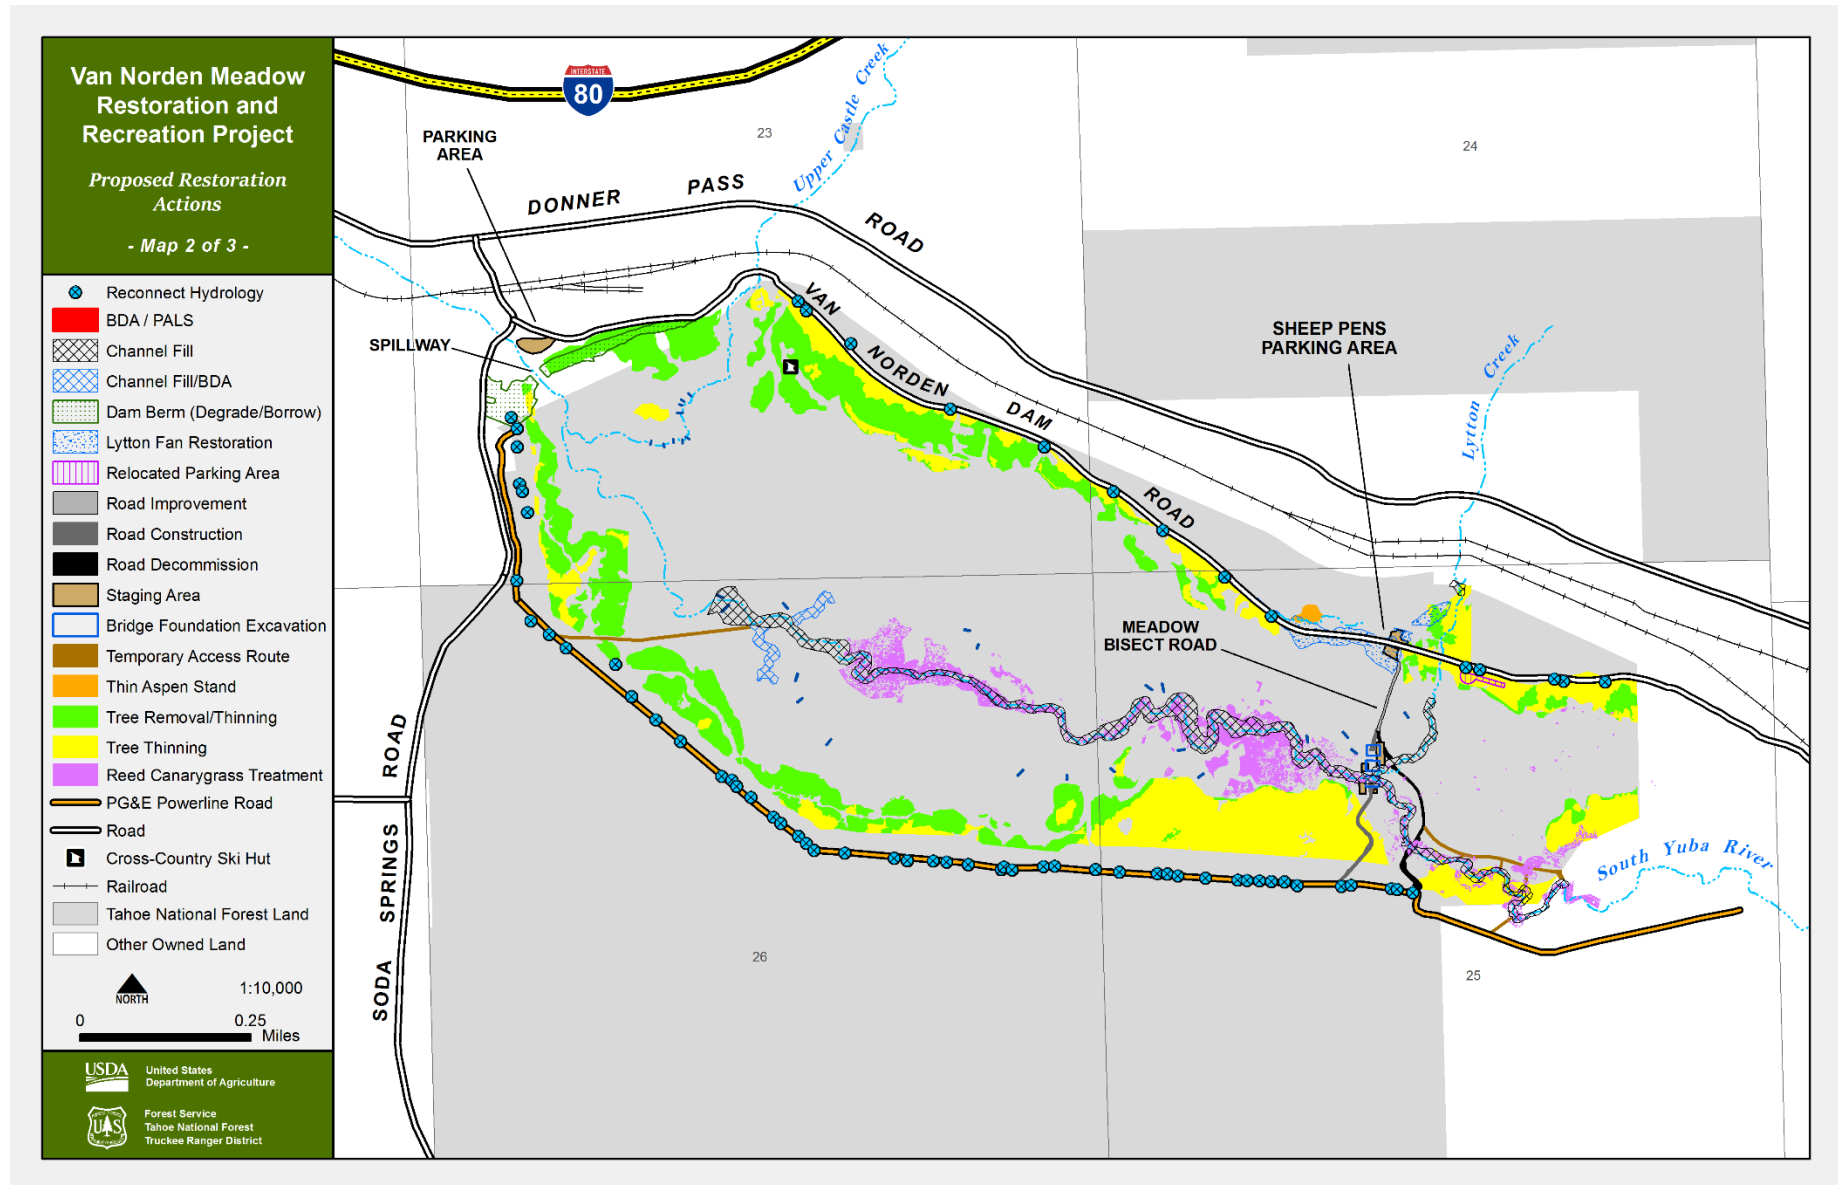 Van Norden Meadow
Restoration and
Recreation Project
Proposed Restoration
Actions
- Map 2 of 3 -
Reconnect Hydrology
BDA / PALS
Channel Fill
Channel Fill/BDA
Dam Berm (Degrade/Borrow)
Lytton Fan Restoration
Relocated Parking Area
Road Improvement
Road Construction
Road Decommission
Staging Area
Bridge Foundation Excavation
Temporary Access Route
Thin Aspen Stand
Tree Removal/Thinning
Tree Thinning
Reed Canarygrass Treatment
PG&E Powerline Road
Road
Cross-Country Ski Hut
Railroad
Tahoe National Forest Land
Other Owned Land
NORTH
1:10,000
0 0.25
Miles
USDA
United States
Department of Agriculture
UAS
Forest Service
Tahoe National Forest
Truckee Ranger District
INTERSTATE
80
PARKING
AREA
23
24
Upper Castle Creek
DONNER PASS ROAD
SPILLWAY
VAN NORDEN DAM ROAD
SHEEP PENS
PARKING AREA
Lytton Creek
MEADOW
BISECT ROAD
SODA SPRINGS ROAD
South Yuba River
26
25